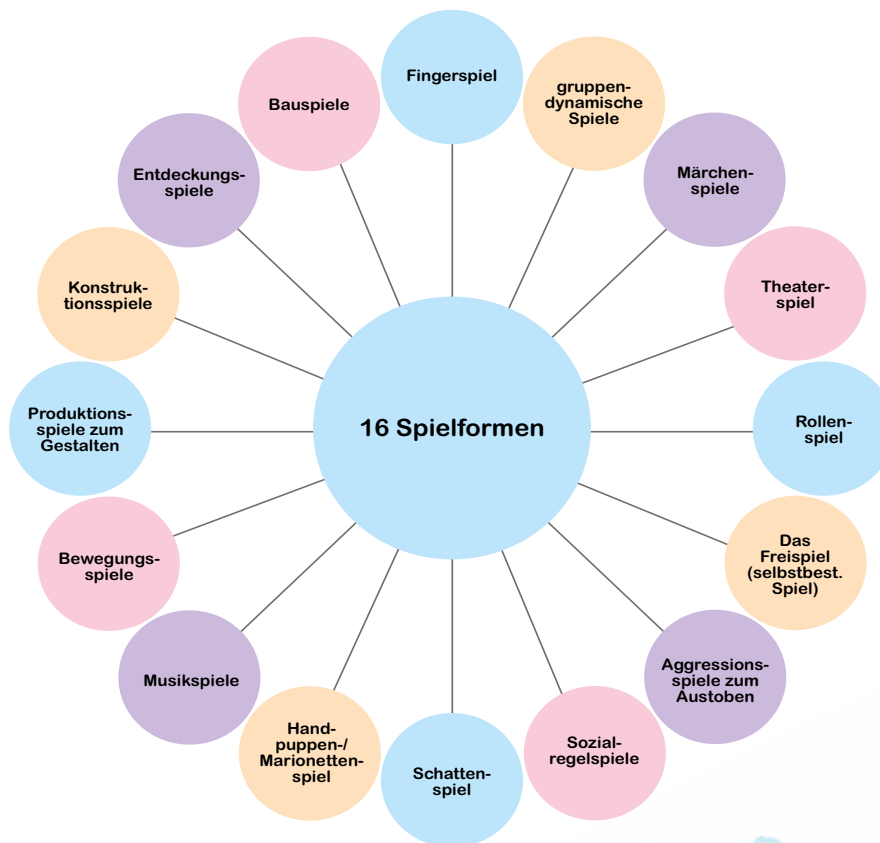 Fingerspiel
gruppen-
dynamische
Spiele
Märchen-
spiele
Theater-
spiel
Rollen-
spiel
Das
Freispiel
(selbstbest.
Spiel)
Aggressions-
spiele zum
Austoben
Sozial-
regelspiele
Schatten-
spiel
Hand-
puppen-/
Marionetten-
spiel
Musikspiele
Bewegungs-
spiele
Produktions-
spiele zum
Gestalten
Konstruk-
tionsspiele
Entdeckungs-
spiele
Bauspiele
16 Spielformen